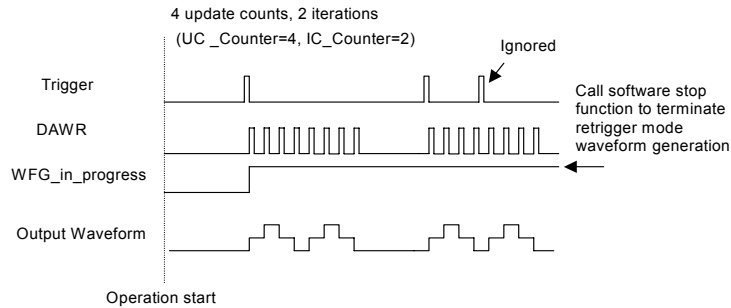 4 update counts, 2 iterations
(UC _Counter=4, IC_Counter=2)
Ignored
Trigger
Call software stop
function to terminate
retrigger mode
waveform generation
DAWR
WFG_in_progress
Output Waveform
Operation start